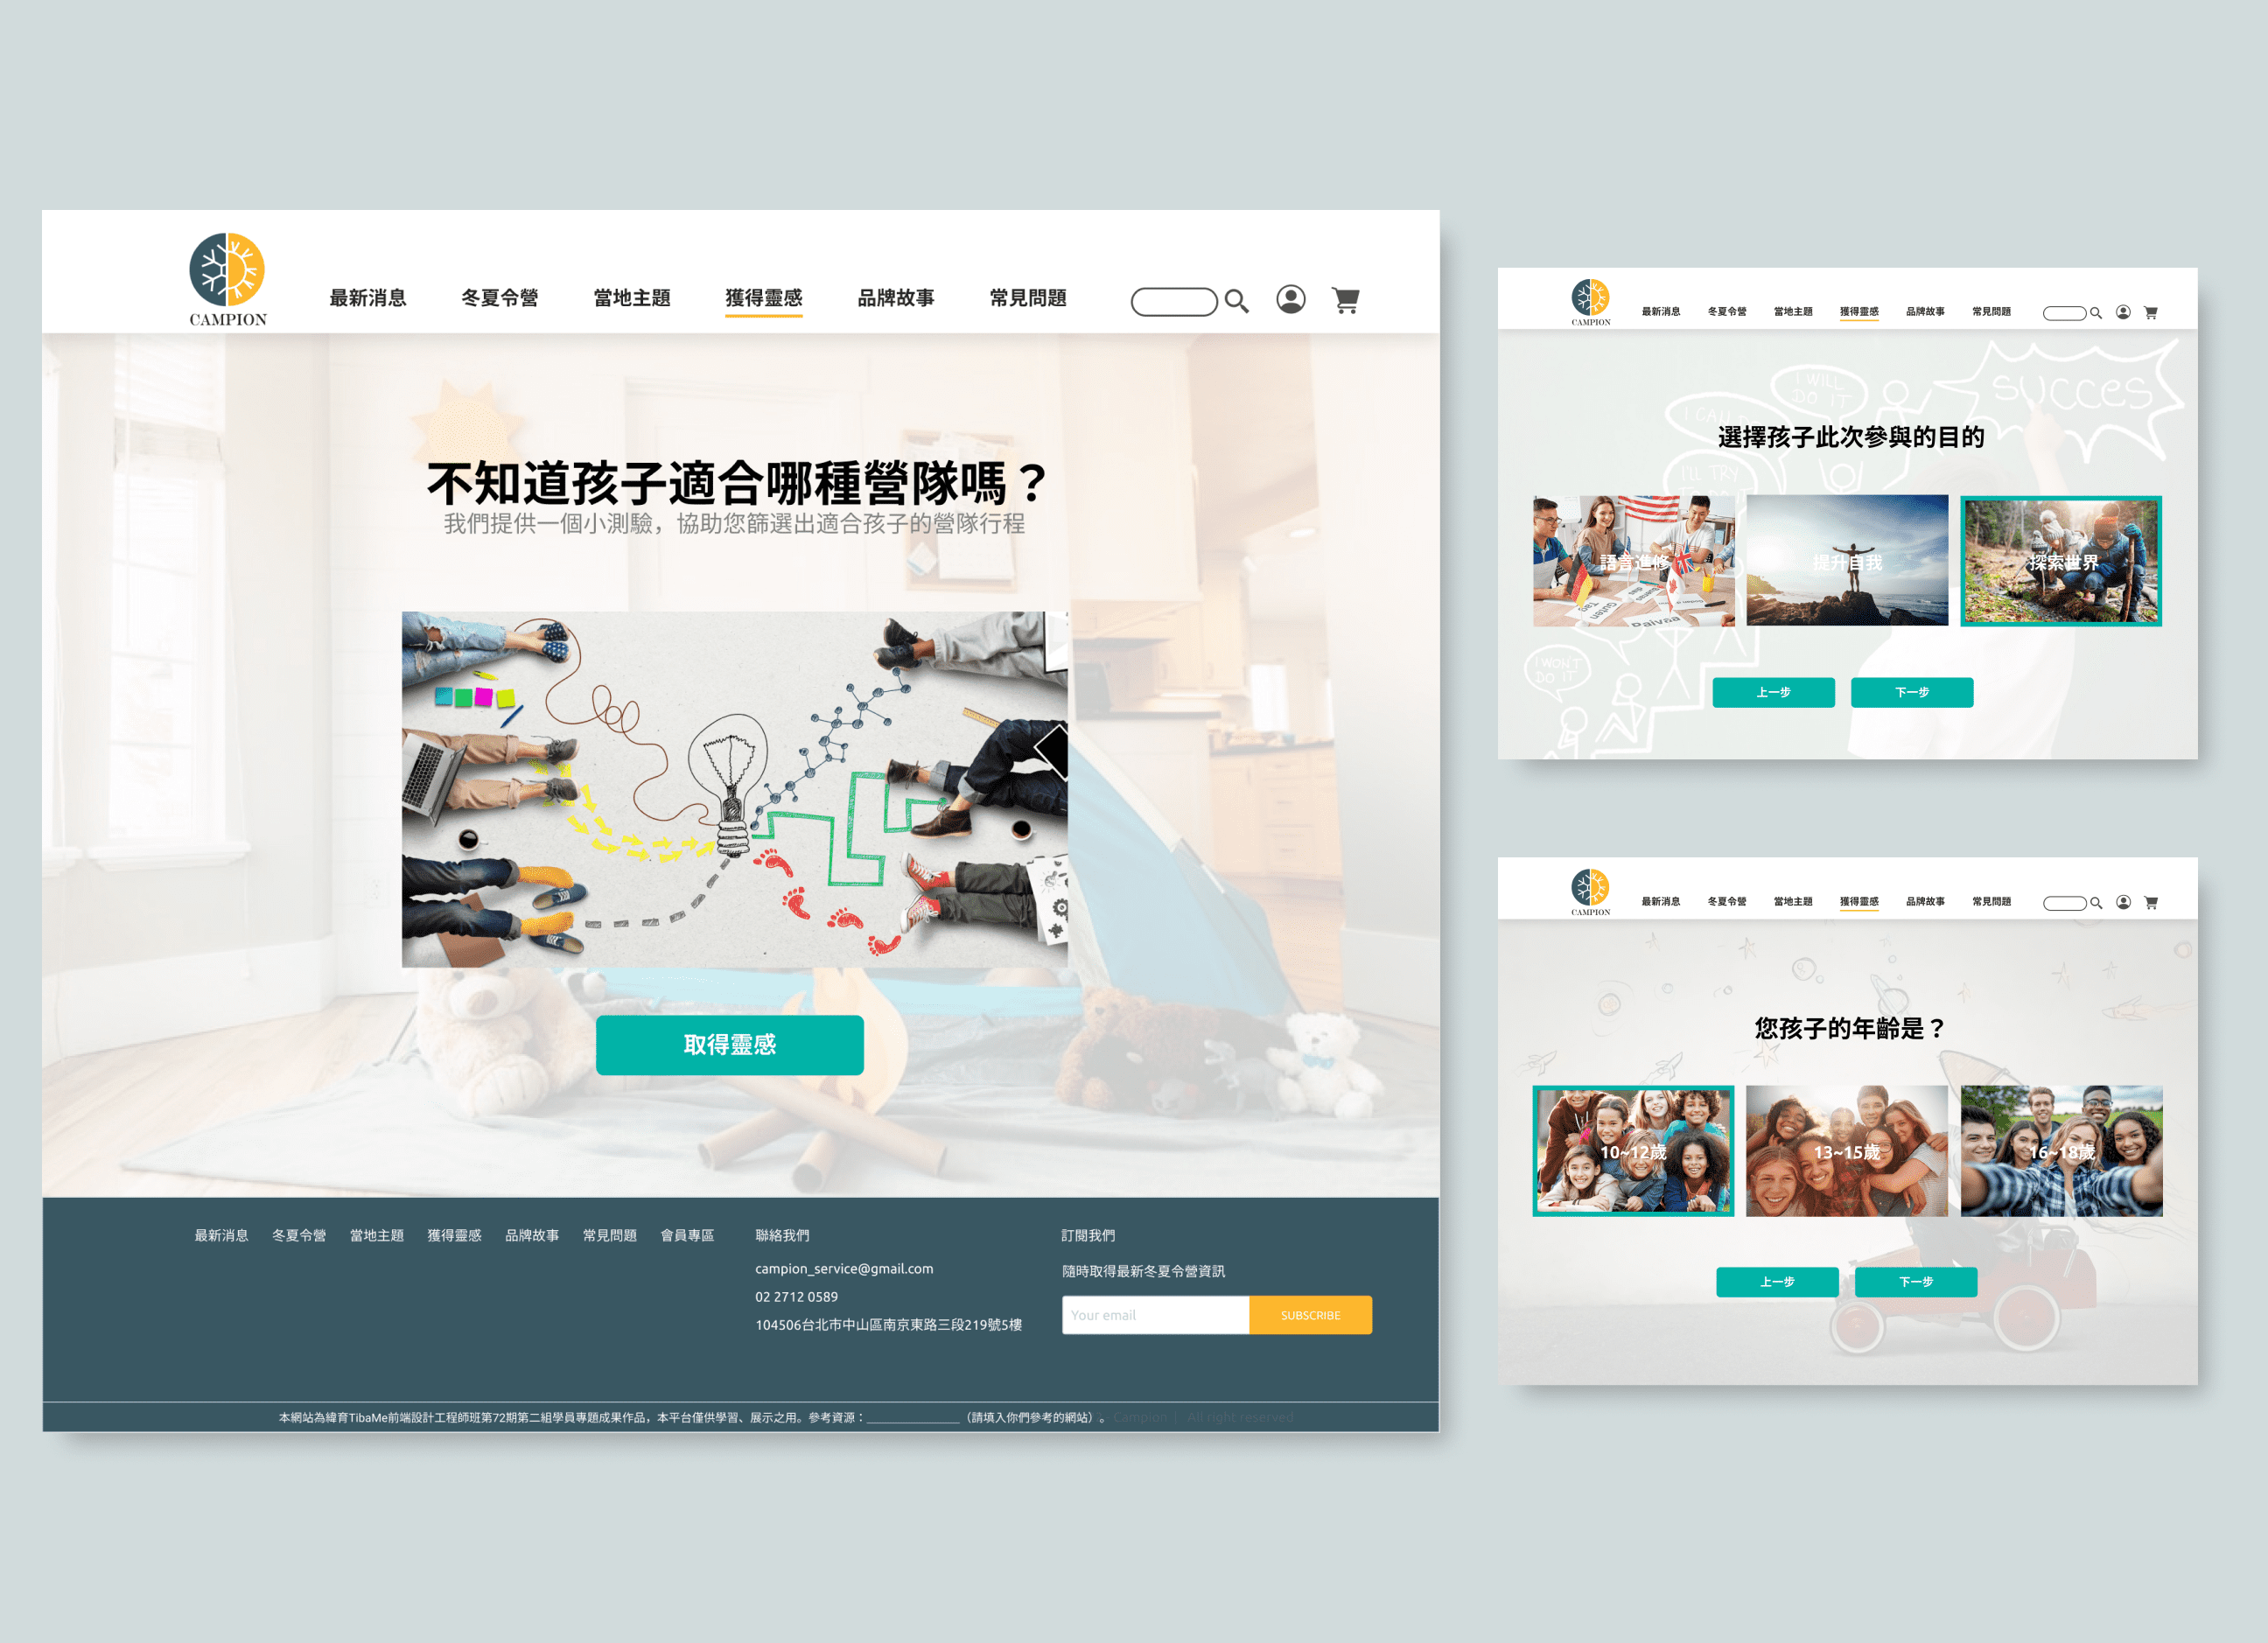 CAMPION
最新消息 冬夏令營 當地主題 獲得靈感 品牌故事 常見問題
不知道孩子適合哪種營隊嗎？
我們提供一個小測驗，協助您篩選出適合孩子的營隊行程
取得靈感
最新消息 冬夏令營 當地主題 獲得靈感 品牌故事 常見問題 會員專區
聯絡我們
campion_service@gmail.com
02 2712 0589
104506台北市中山區南京東路三段219號5樓
訂閱我們
隨時取得最新冬夏令營資訊
Your email
SUBSCRIBE
本網站為緯育TibaMe前端設計工程師班第72期第二組學員專題成果作品，本平台僅供學習、展示之用。參考資源：______________（請填入你們參考的網站）。
Campion | All right reserved
CAMPION
最新消息 冬夏令營 當地主題 獲得靈感 品牌故事 常見問題
I WILL
DO IT
SUCCES
I'LL TRY
選擇孩子此次參與的目的
語言進修
提升自我
探索世界
I WON'T
DO IT
上一步
下一步
CAMPION
最新消息 冬夏令營 當地主題 獲得靈感 品牌故事 常見問題
您孩子的年齡是？
10~12歲
13~15歲
16~18歲
上一步
下一步